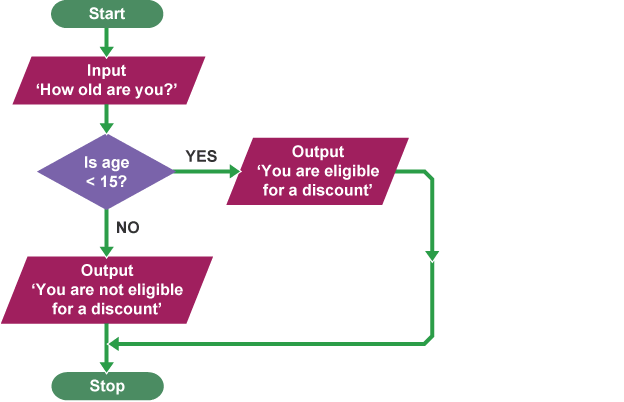 Start
Input
‘How old are you?’
Is age
< 15?
YES
Output
‘You are eligible
for a discount’
NO
Output
‘You are not eligible
for a discount’
Stop